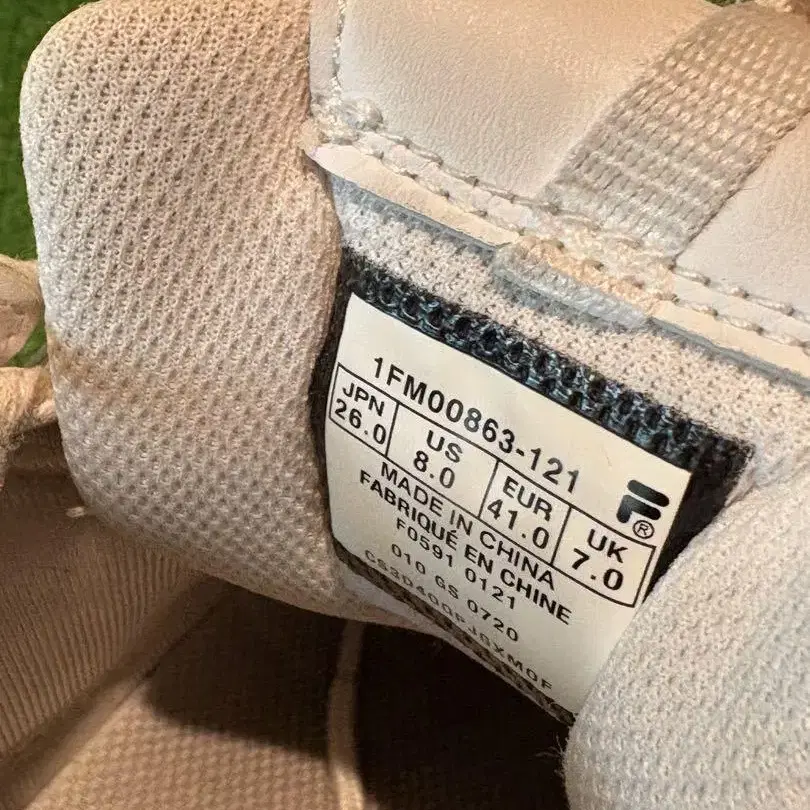 1FM00863-121
JPN US EUR UK
26.0 8.0 41.0 7.0
MADE IN CHINA
FABRIQUÉ EN CHINE
F0591 0121
010 GS 0720